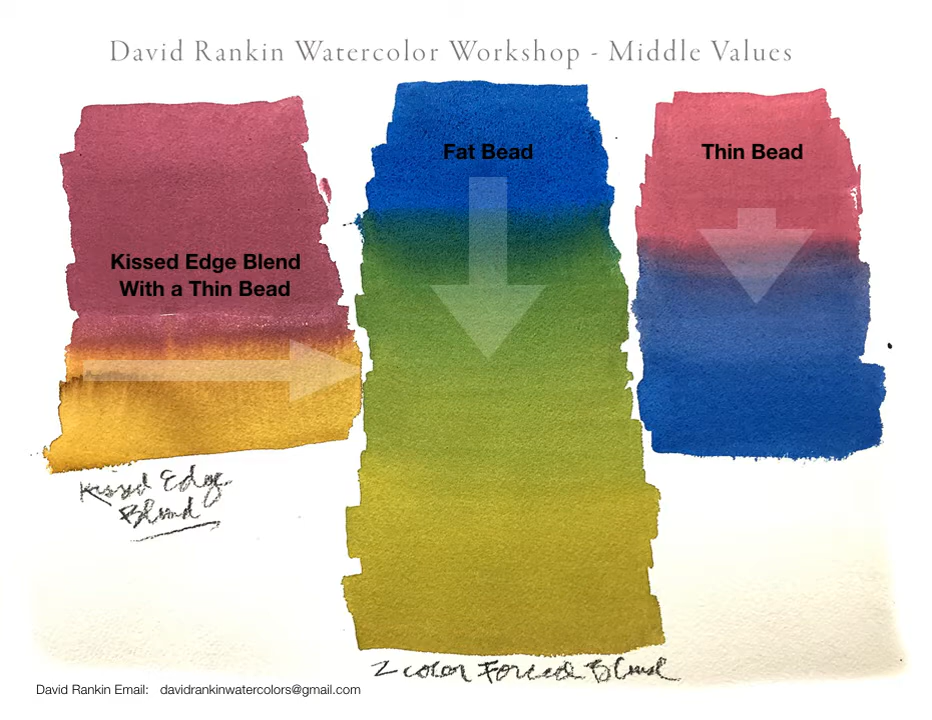 David Rankin Watercolor Workshop - Middle Values
Fat Bead
Thin Bead
Kissed Edge Blend
With a Thin Bead
Kissed Edge
Blend
2 color Forced Blend
David Rankin Email: davidrankinwatercolors@gmail.com